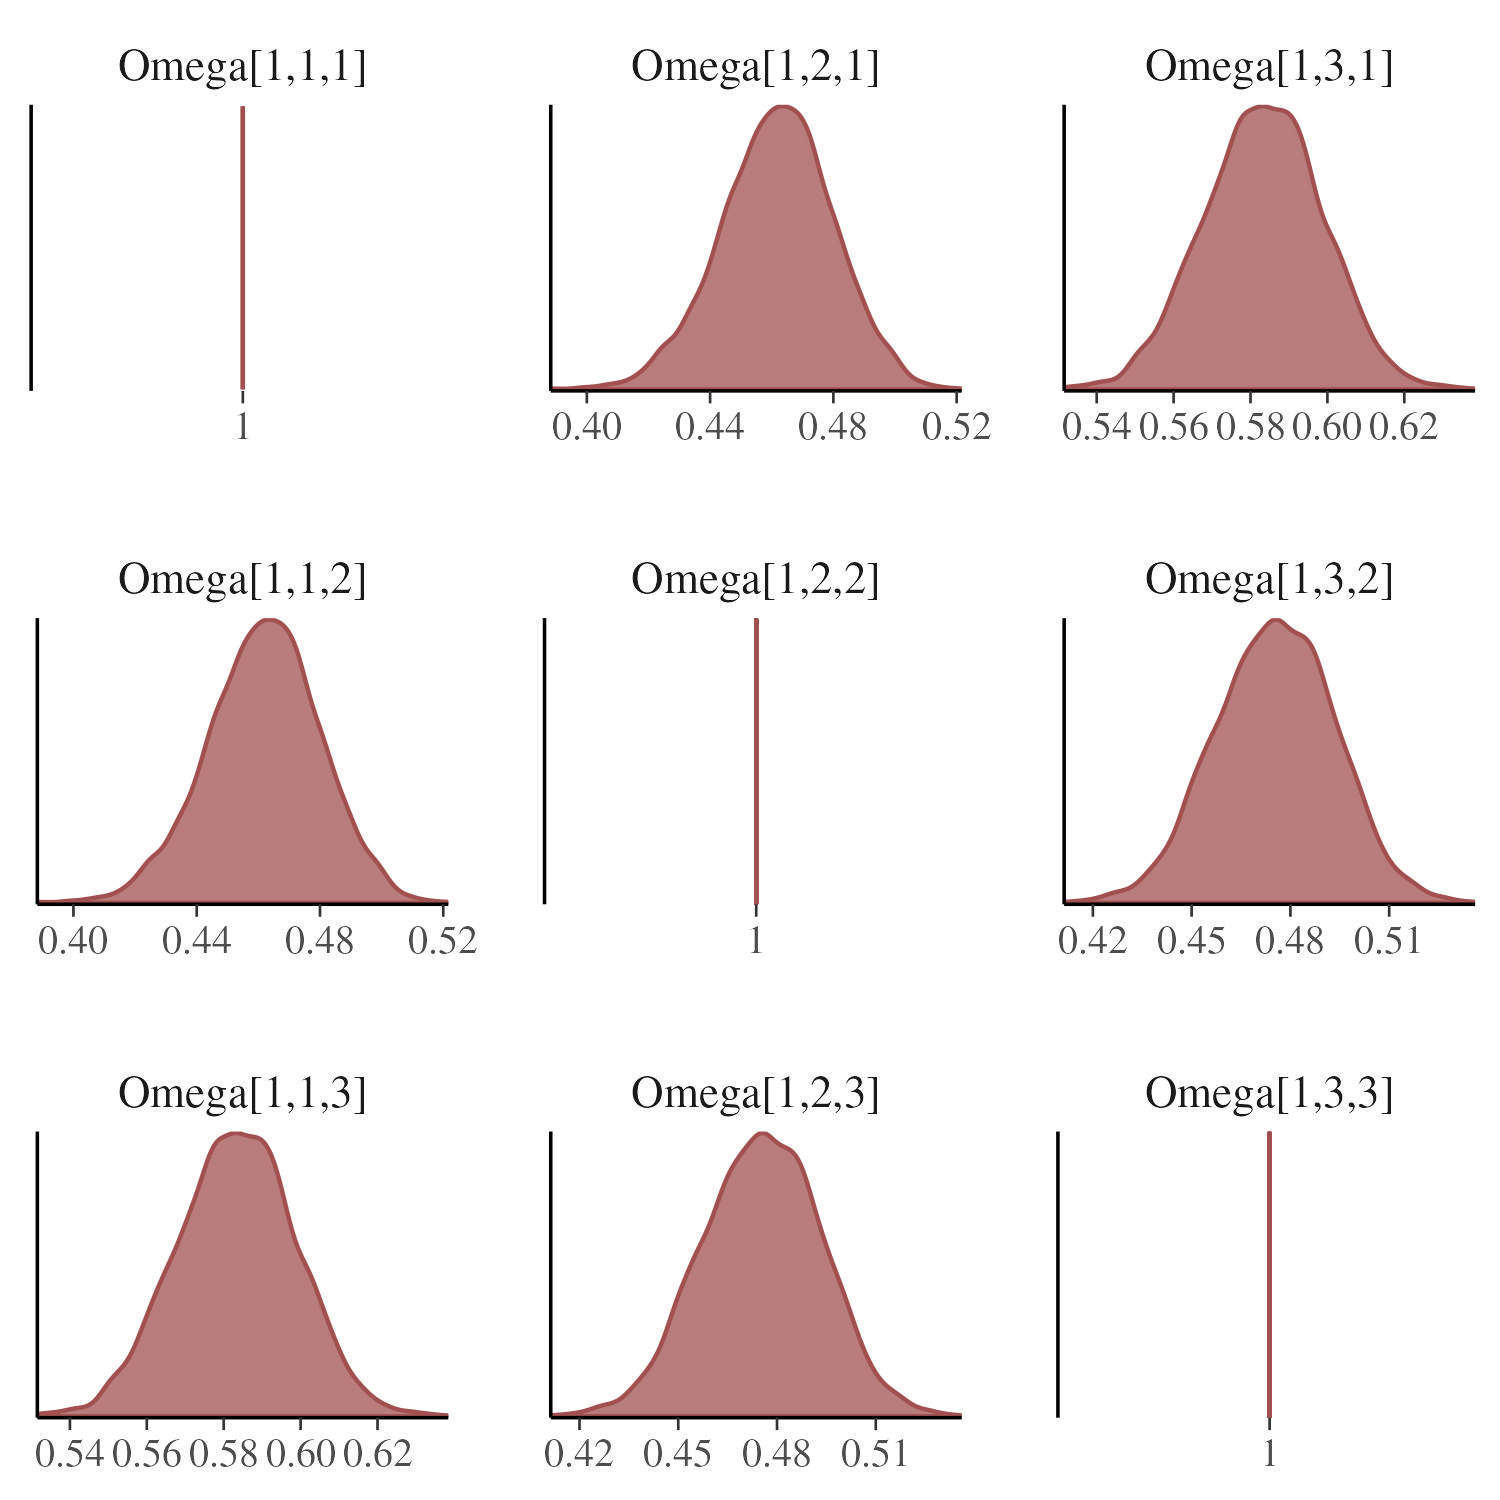 Omega[1,1,1] Omega[1,2,1] Omega[1,3,1]
1 0.40 0.44 0.48 0.52 0.54 0.56 0.58 0.60 0.62
Omega[1,1,2] Omega[1,2,2] Omega[1,3,2]
0.40 0.44 0.48 0.52 1 0.42 0.45 0.48 0.51
Omega[1,1,3] Omega[1,2,3] Omega[1,3,3]
0.54 0.56 0.58 0.60 0.62 0.42 0.45 0.48 0.51 1